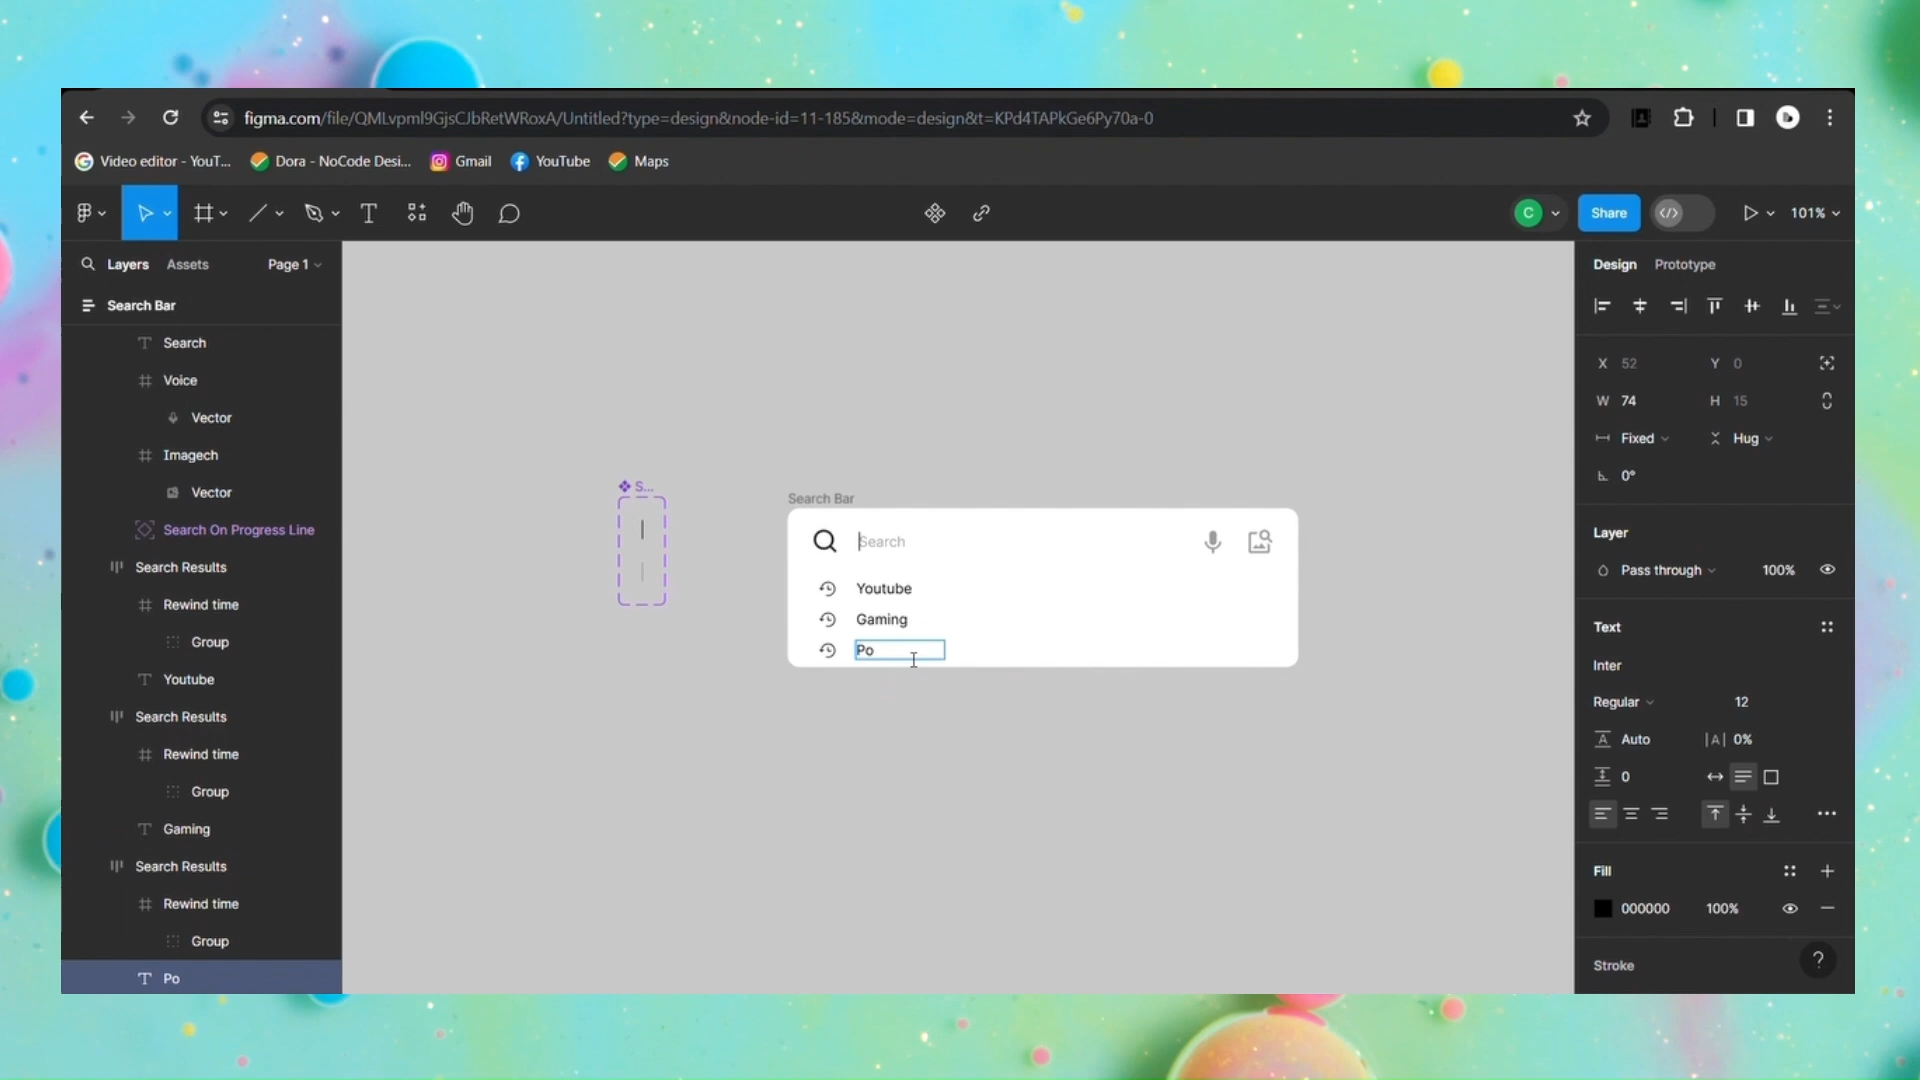 figma.com/file/QMLvpml9GjsCJbRetWRoxA/Untitled?type=design&node-id=11-185&mode=design&t=KPd4TAPkGe6Py70a-0
Video editor - YouT... Dora - NoCode Desi... Gmail YouTube Maps
C Share 101%
Layers Assets Page 1
Search Bar
Search
Voice
Vector
Imagech
Vector
Search On Progress Line
Search Results
Rewind time
Group
Youtube
Search Results
Rewind time
Group
Gaming
Search Results
Rewind time
Group
Po
S...
Search Bar
Search
Youtube
Gaming
Po
Design Prototype
X 52 Y 0
W 74 H 15
Fixed Hug
0°
Layer
Pass through 100%
Text
Inter
Regular 12
A Auto |A| 0%
0
Fill
000000 100%
Stroke
?